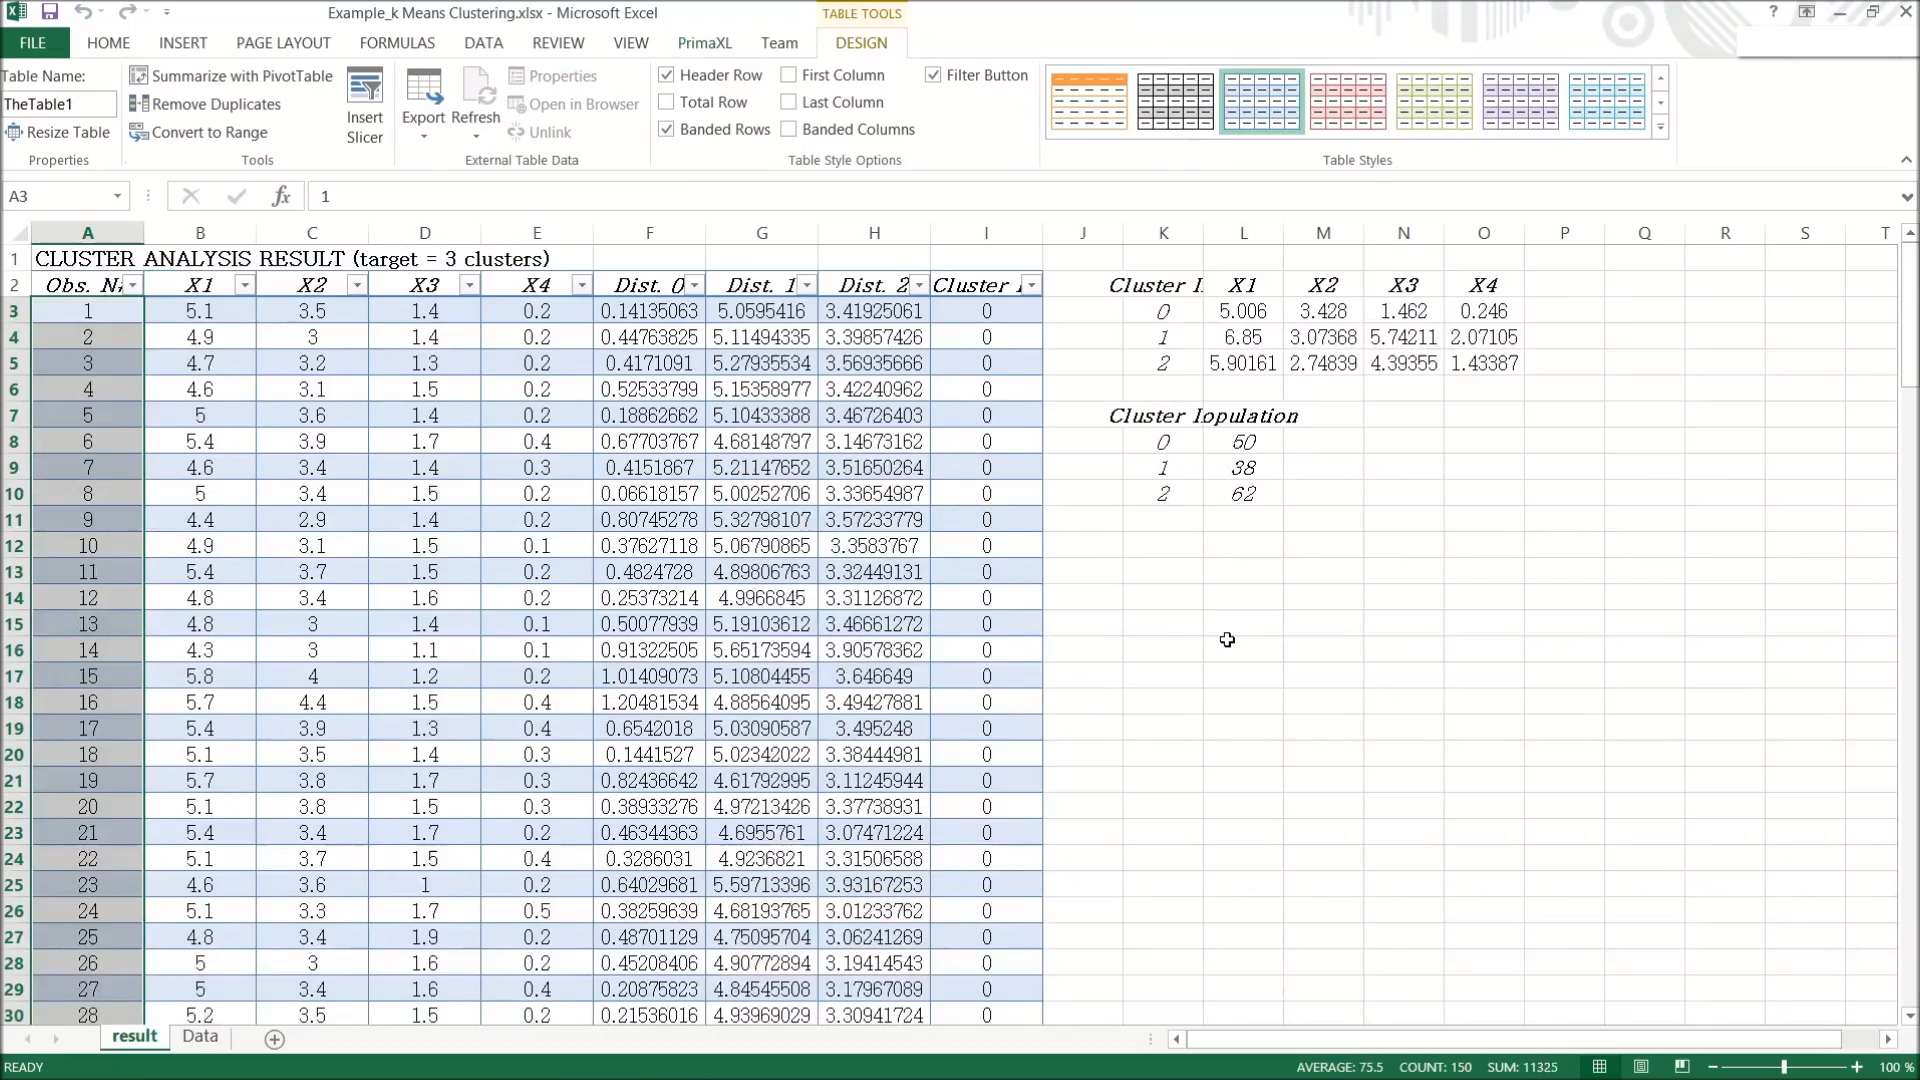 Example_k Means Clustering.xlsx - Microsoft Excel
TABLE TOOLS
FILE HOME INSERT PAGE LAYOUT FORMULAS DATA REVIEW VIEW PrimaXL Team DESIGN
Table Name:
TheTable1
Resize Table
Properties
Summarize with PivotTable
Remove Duplicates
Convert to Range
Tools
Insert
Slicer
Export
Refresh
Properties
Open in Browser
Unlink
External Table Data
Header Row First Column Filter Button
Total Row Last Column
Banded Rows Banded Columns
Table Style Options
Table Styles
A3 fx 1
A B C D E F G H I J K L M N O P Q R S T
1 CLUSTER ANALYSIS RESULT (target = 3 clusters)
2 Obs. N X1 X2 X3 X4 Dist. 0 Dist. 1 Dist. 2 Cluster I Cluster I X1 X2 X3 X4
3 1 5.1 3.5 1.4 0.2 0.14135063 5.0595416 3.41925061 0 0 5.006 3.428 1.462 0.246
4 2 4.9 3 1.4 0.2 0.44763825 5.11494335 3.39857426 0 1 6.85 3.07368 5.74211 2.07105
5 3 4.7 3.2 1.3 0.2 0.4171091 5.27935534 3.56935666 0 2 5.90161 2.74839 4.39355 1.43387
6 4 4.6 3.1 1.5 0.2 0.52533799 5.15358977 3.42240962 0
7 5 5 3.6 1.4 0.2 0.18862662 5.10433388 3.46726403 0 Cluster Iopulation
8 6 5.4 3.9 1.7 0.4 0.67703767 4.68148797 3.14673162 0 0 50
9 7 4.6 3.4 1.4 0.3 0.4151867 5.21147652 3.51650264 0 1 38
10 8 5 3.4 1.5 0.2 0.06618157 5.00252706 3.33654987 0 2 62
11 9 4.4 2.9 1.4 0.2 0.80745278 5.32798107 3.57233779 0
12 10 4.9 3.1 1.5 0.1 0.37627118 5.06790865 3.3583767 0
13 11 5.4 3.7 1.5 0.2 0.4824728 4.89806763 3.32449131 0
14 12 4.8 3.4 1.6 0.2 0.25373214 4.9966845 3.31126872 0
15 13 4.8 3 1.4 0.1 0.50077939 5.19103612 3.46661272 0
16 14 4.3 3 1.1 0.1 0.91322505 5.65173594 3.90578362 0
17 15 5.8 4 1.2 0.2 1.01409073 5.10804455 3.646649 0
18 16 5.7 4.4 1.5 0.4 1.20481534 4.88564095 3.49427881 0
19 17 5.4 3.9 1.3 0.4 0.6542018 5.03090587 3.495248 0
20 18 5.1 3.5 1.4 0.3 0.1441527 5.02342022 3.38444981 0
21 19 5.7 3.8 1.7 0.3 0.82436642 4.61792995 3.11245944 0
22 20 5.1 3.8 1.5 0.3 0.38933276 4.97213426 3.37738931 0
23 21 5.4 3.4 1.7 0.2 0.46344363 4.6955761 3.07471224 0
24 22 5.1 3.7 1.5 0.4 0.3286031 4.9236821 3.31506588 0
25 23 4.6 3.6 1 0.2 0.64029681 5.59713396 3.93167253 0
26 24 5.1 3.3 1.7 0.5 0.38259639 4.68193765 3.01233762 0
27 25 4.8 3.4 1.9 0.2 0.48701129 4.75095704 3.06241269 0
28 26 5 3 1.6 0.2 0.45208406 4.90772894 3.19414543 0
29 27 5 3.4 1.6 0.4 0.20875823 4.84545508 3.17967089 0
30 28 5.2 3.5 1.5 0.2 0.21536016 4.93969029 3.30941724 0
result Data
READY AVERAGE: 75.5 COUNT: 150 SUM: 11325 100 %